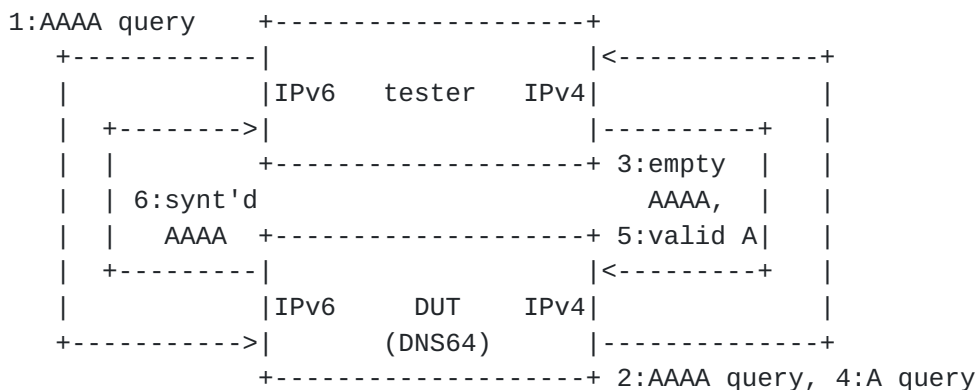 1:AAAA query
IPv6 tester IPv4
3:empty
6:synt'd AAAA,
AAAA 5:valid A
IPv6 DUT IPv4
(DNS64)
2:AAAA query, 4:A query